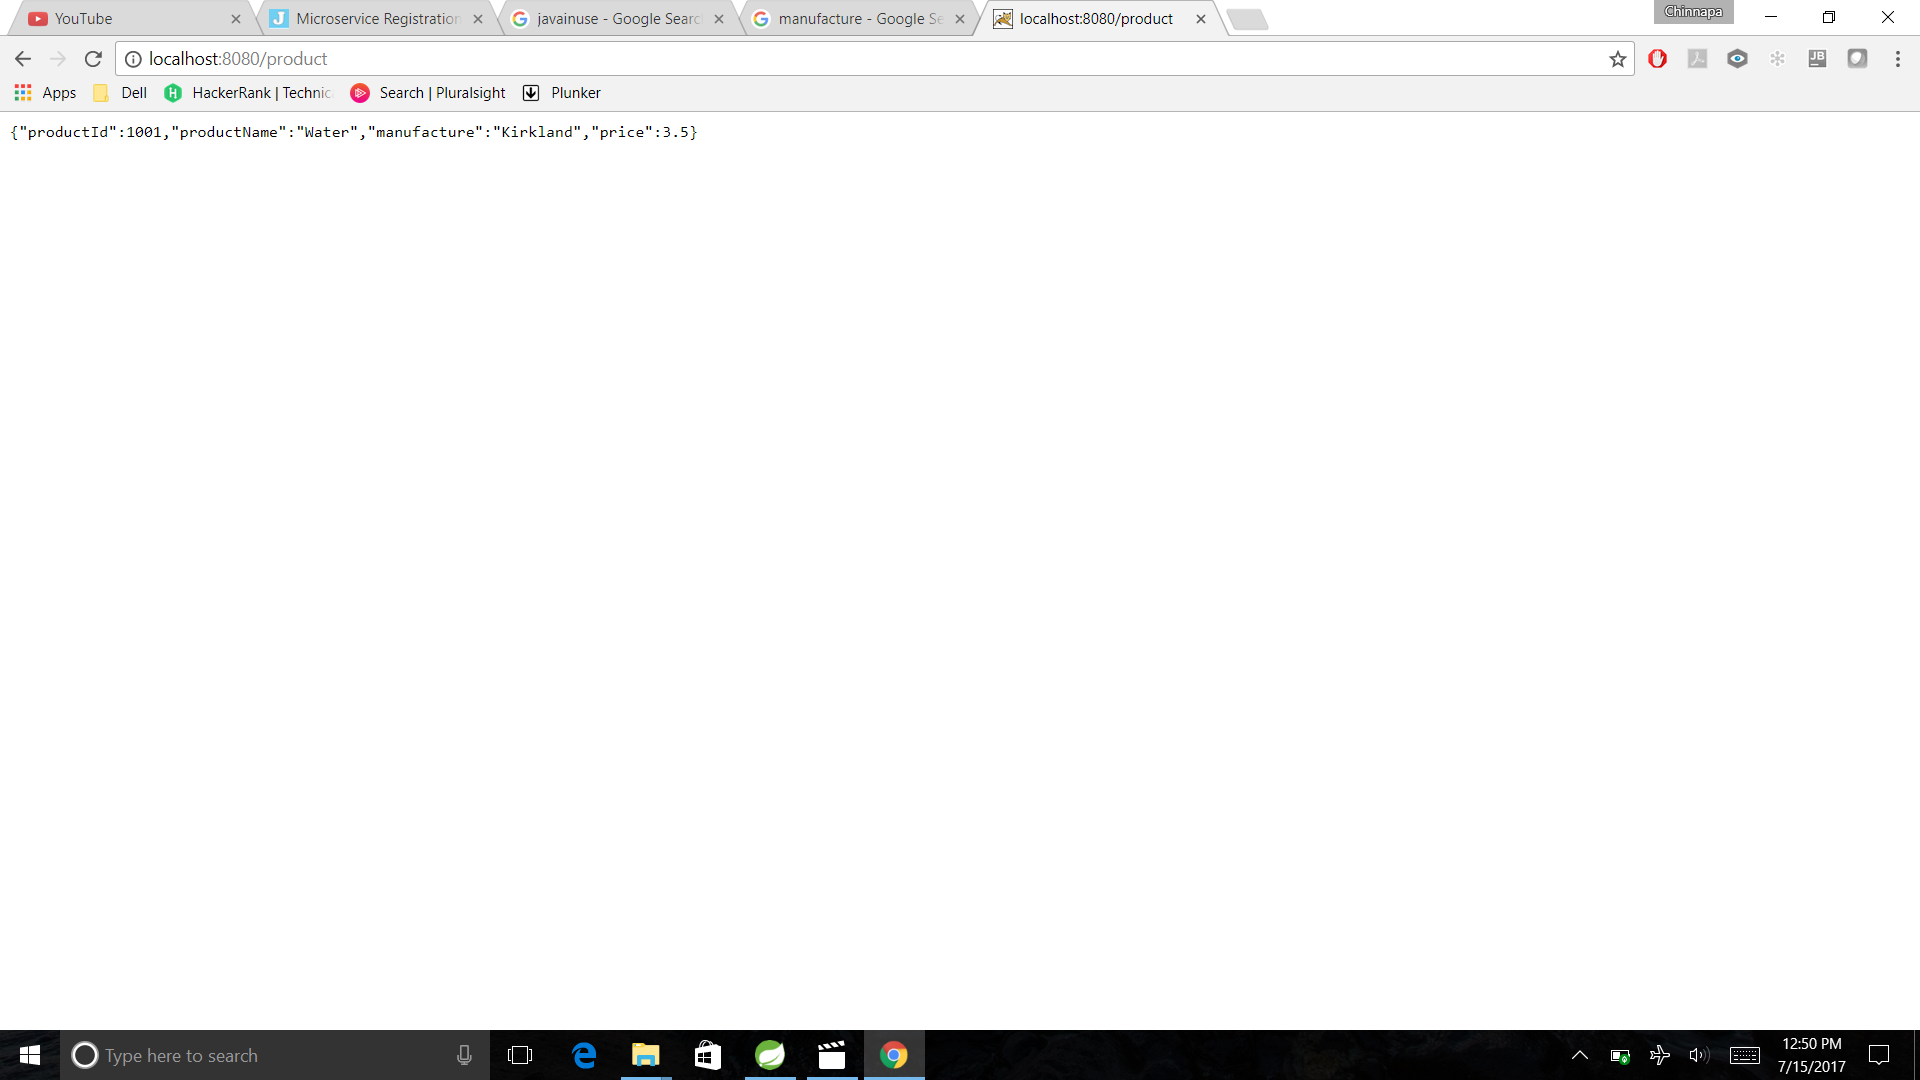 YouTube
Microservice Registration
javainuse - Google Searc
manufacture - Google Se
localhost:8080/product
Chinnapa
localhost:8080/product
Apps
Dell
HackerRank | Technic
Search | Pluralsight
Plunker
{"productId":1001,"productName":"Water","manufacture":"Kirkland","price":3.5}
Type here to search
12:50 PM
7/15/2017